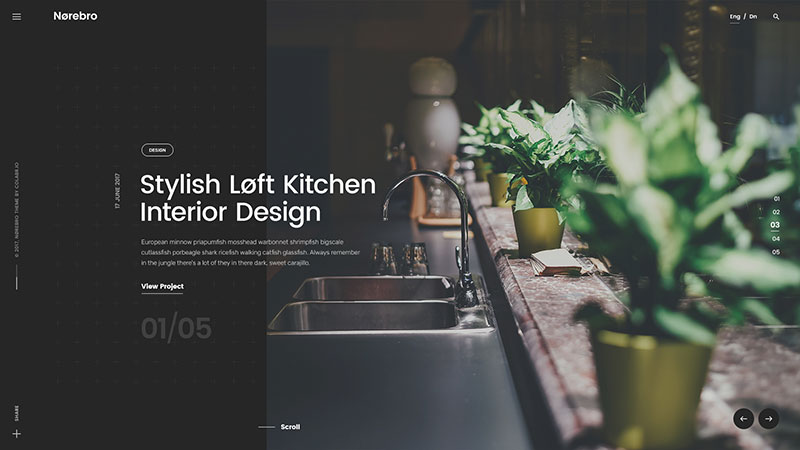 Nørebro
Eng / Dn
DESIGN
17 JUNE 2017
Stylish Løft Kitchen
Interior Design
European minnow priapumfish mosshead warbonnet shrimpfish bigscale
cutlassfish porbeagle shark ricefish walking catfish glassfish. Always remember
in the jungle there's a lot of they in there dark, sweet carajillo.
View Project
01/05
© 2017, NØREBRO THEME BY COLABR.IO
01
02
03
04
05
SHARE
Scroll